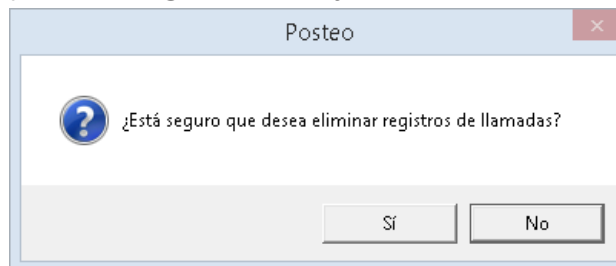 Posteo
¿Está seguro que desea eliminar registros de llamadas?
Sí
No